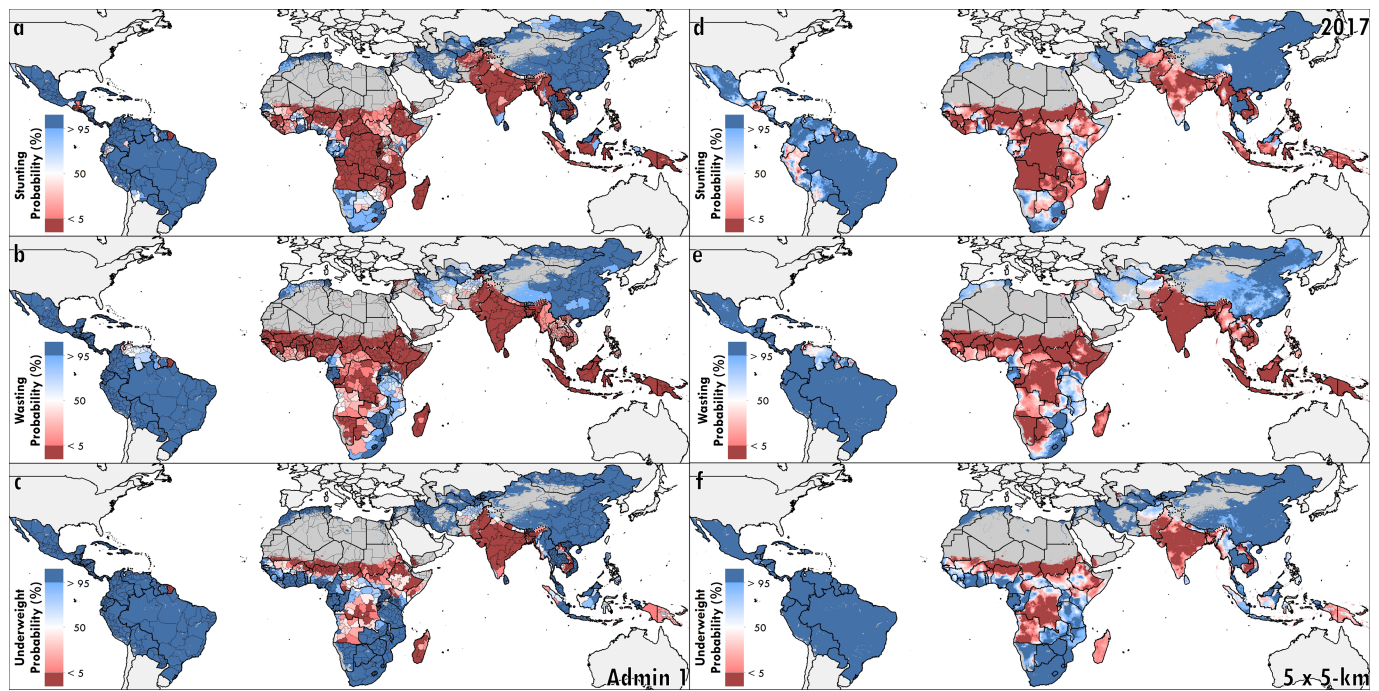 a
d
2017
> 95
50
< 5
Stunting
Probability (%)
> 95
50
< 5
Stunting
Probability (%)
b
e
> 95
50
< 5
Wasting
Probability (%)
> 95
50
< 5
Wasting
Probability (%)
c
f
> 95
50
< 5
Underweight
Probability (%)
> 95
50
< 5
Underweight
Probability (%)
Admin 1
5 x 5-km